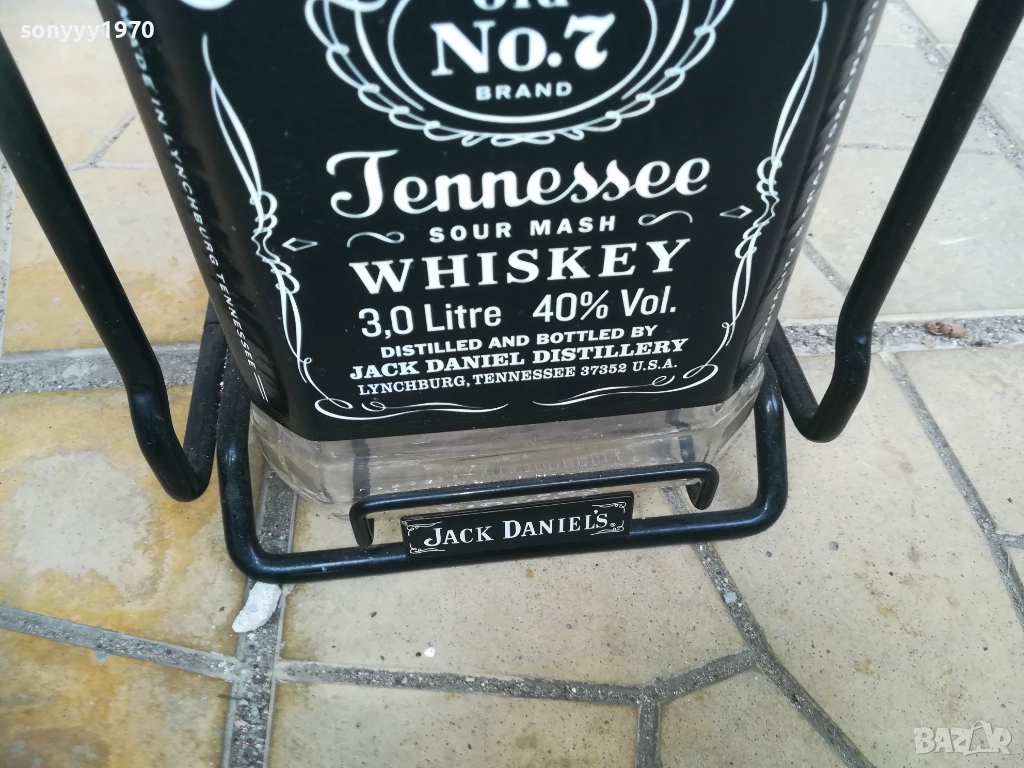 sonyyy1970
Old
No.7
BRAND
Tennessee
SOUR MASH
WHISKEY
3,0 Litre 40% Vol.
DISTILLED AND BOTTLED BY
JACK DANIEL DISTILLERY
LYNCHBURG, TENNESSEE 37352 U.S.A.
MADE IN LYNCHBURG, TENNESSEE
JACK DANIEL'S
BAZAR